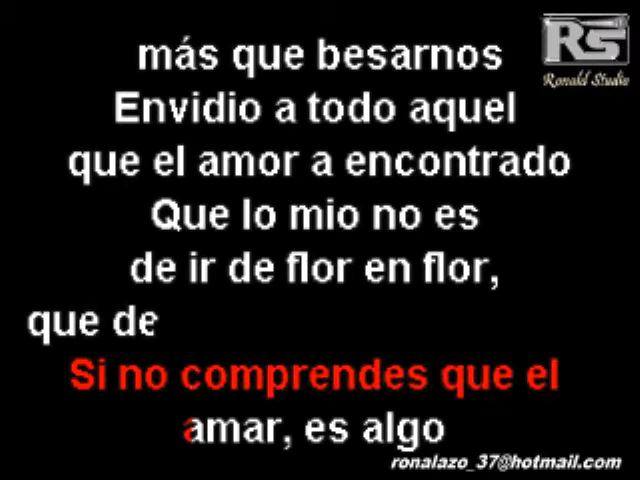 RS
Ronald Studio
más que besarnos
Envidio a todo aquel
que el amor a encontrado
Que lo mio no es
de ir de flor en flor,
que de
Si no comprendes que el
amar, es algo
ronalazo_37@hotmail.com